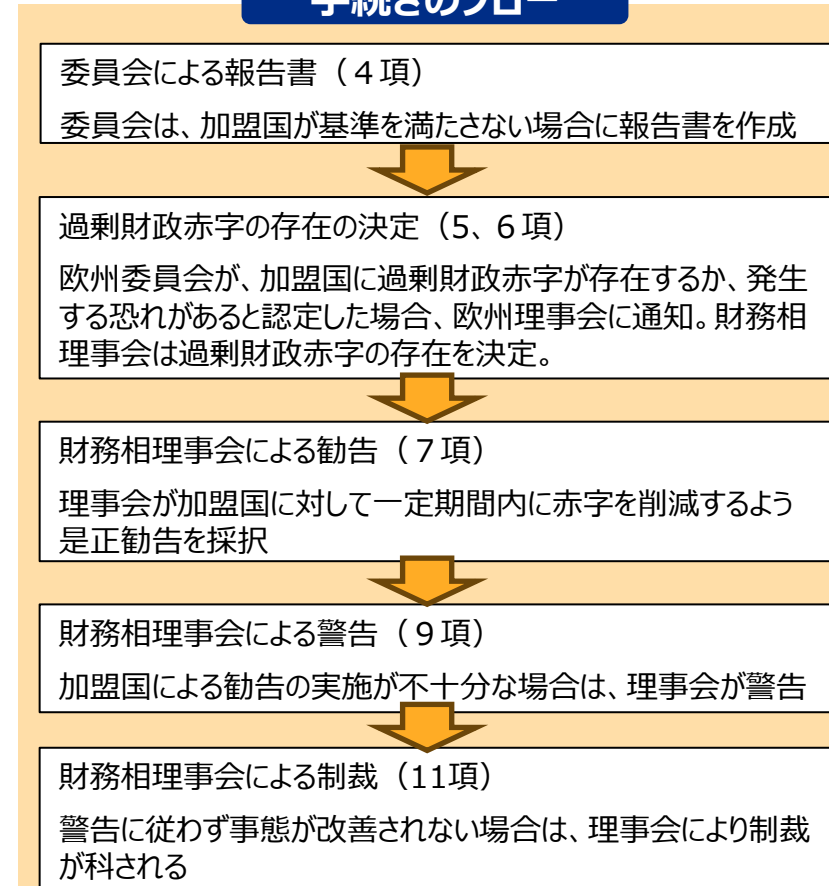 手続きのフロー
委員会による報告書（４項）
委員会は、加盟国が基準を満たさない場合に報告書を作成
過剰財政赤字の存在の決定（5、６項）
欧州委員会が、加盟国に過剰財政赤字が存在するか、発生
する恐れがあると認定した場合、欧州理事会に通知。財務相
理事会は過剰財政赤字の存在を決定。
財務相理事会による勧告（７項）
理事会が加盟国に対して一定期間内に赤字を削減するよう
是正勧告を採択
財務相理事会による警告（９項）
加盟国による勧告の実施が不十分な場合は、理事会が警告
財務相理事会による制裁（11項）
警告に従わず事態が改善されない場合は、理事会により制裁
が科される